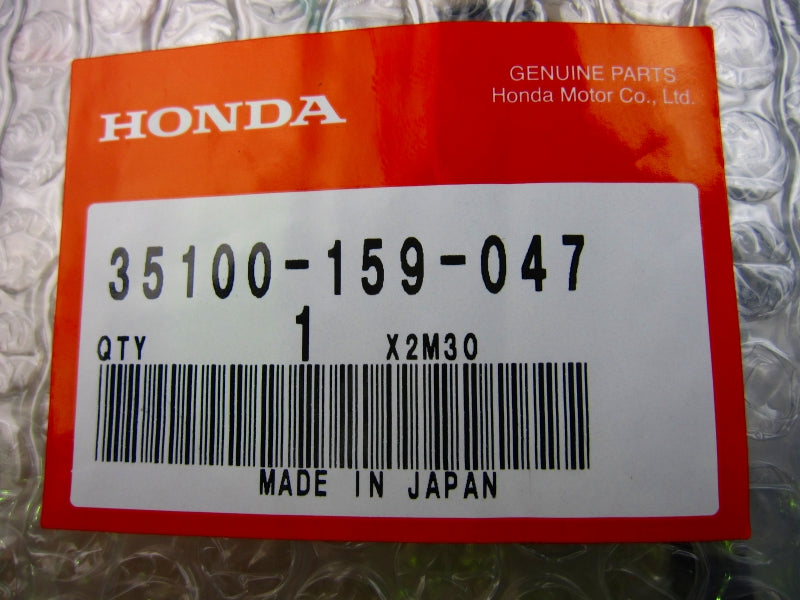 GENUINE PARTS
HONDA
Honda Motor Co., Ltd.
35100-159-047
QTY 1 X2M30
MADE IN JAPAN